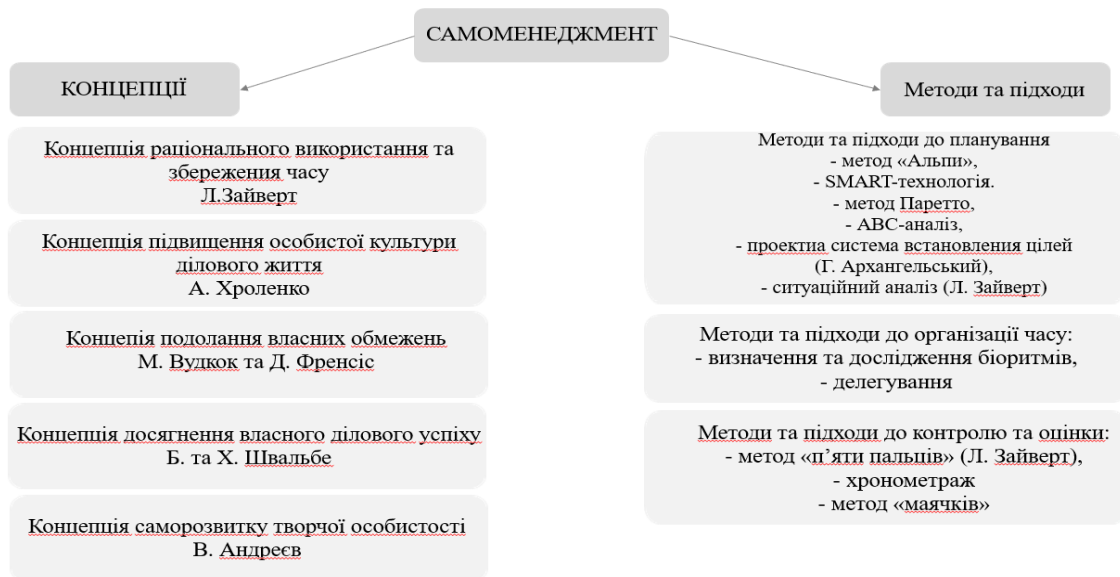 САМОМЕНЕДЖМЕНТ
КОНЦЕПЦІЇ
Концепція раціонального використання та
збереження часу
Л.Зайверт
Концепція підвищення особистої культури
ділового життя
А. Хроленко
Концепія подолання власних обмежень
М. Вудкок та Д. Френсіс
Концепція досягнення власного ділового успіху
Б. та Х. Швальбе
Концепція саморозвитку творчої особистості
В. Андреєв
Методи та підходи
Методи та підходи до планування
- метод «Альпи»,
- SMART-технологія.
- метод Паретто,
- АВС-аналіз,
- проектиа система встановлення цілей
(Г. Архангельський),
- ситуаційний аналіз (Л. Зайверт)
Методи та підходи до організації часу:
- визначення та дослідження біоритмів,
- делегування
Методи та підходи до контролю та оцінки:
- метод «п’яти пальців» (Л. Зайверт),
- хронометраж
- метод «маячків»